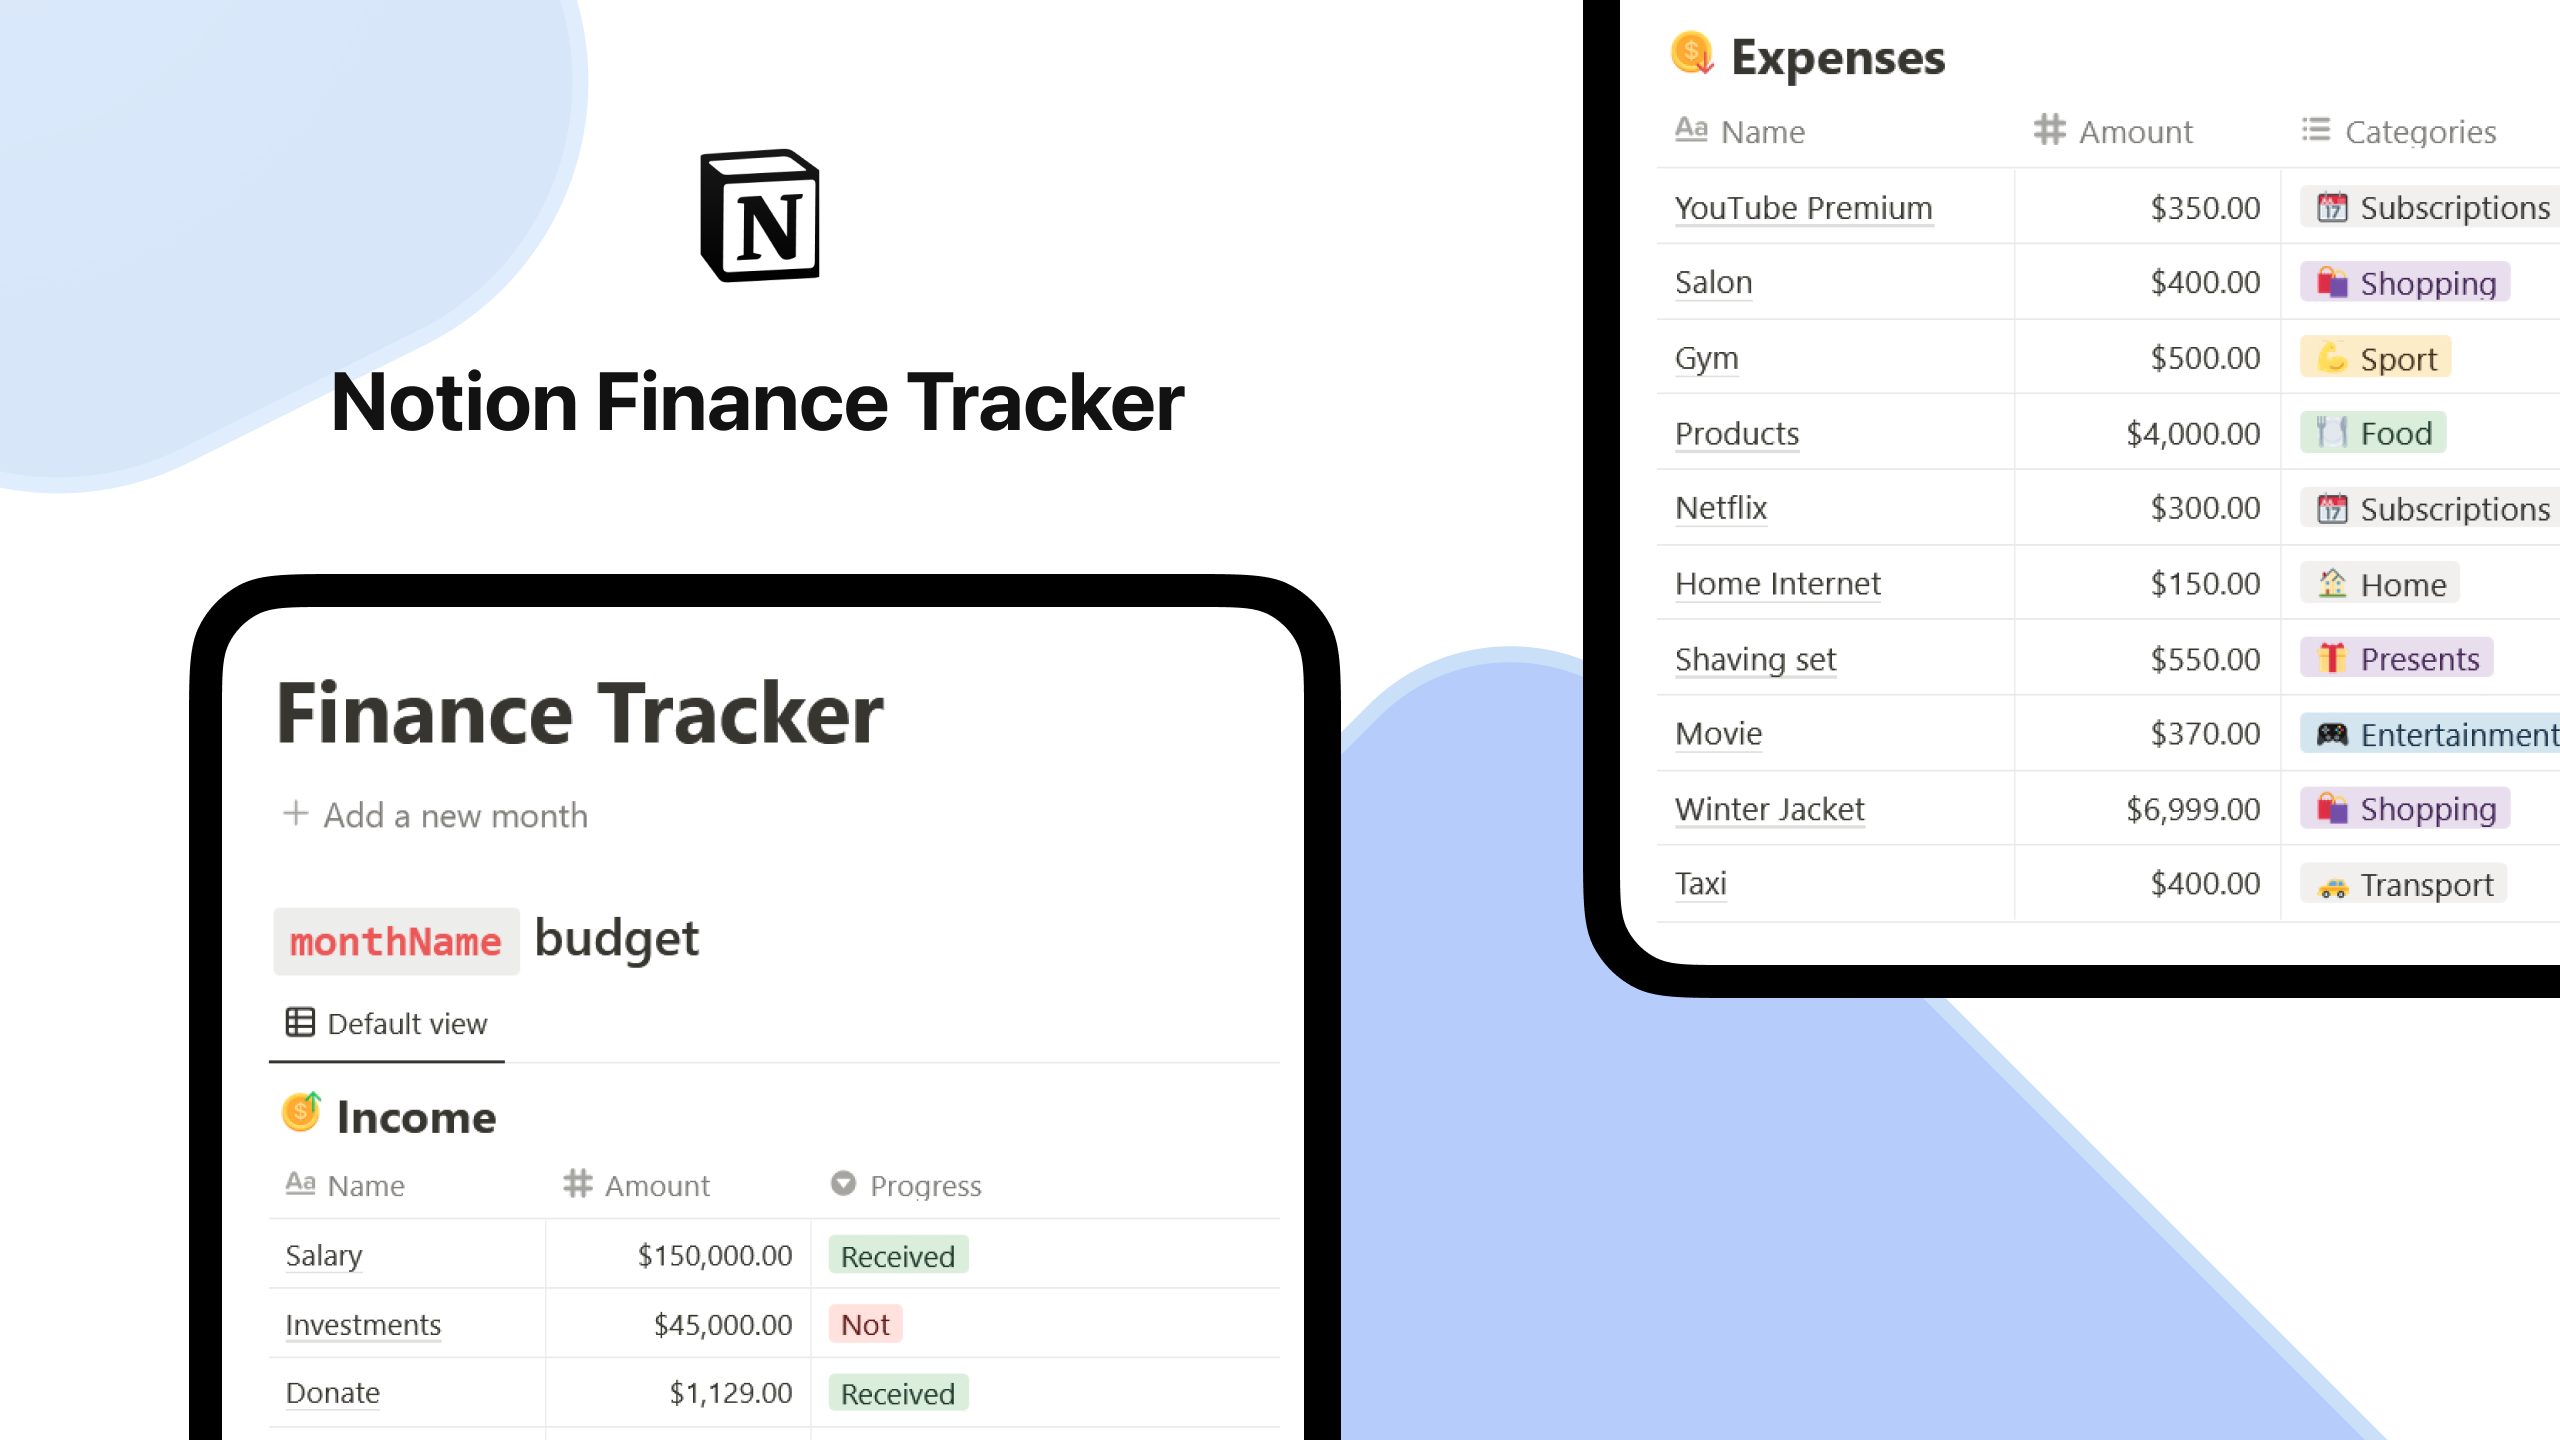 N
Notion Finance Tracker
Finance Tracker
+ Add a new month
monthName budget
Default view
$ Income
Aa Name # Amount Progress
Salary $150,000.00 Received
Investments $45,000.00 Not
Donate $1,129.00 Received
$ Expenses
Aa Name # Amount Categories
YouTube Premium $350.00 17 Subscriptions
Salon $400.00 Shopping
Gym $500.00 Sport
Products $4,000.00 Food
Netflix $300.00 17 Subscriptions
Home Internet $150.00 Home
Shaving set $550.00 Presents
Movie $370.00 Entertainment
Winter Jacket $6,999.00 Shopping
Taxi $400.00 Transport